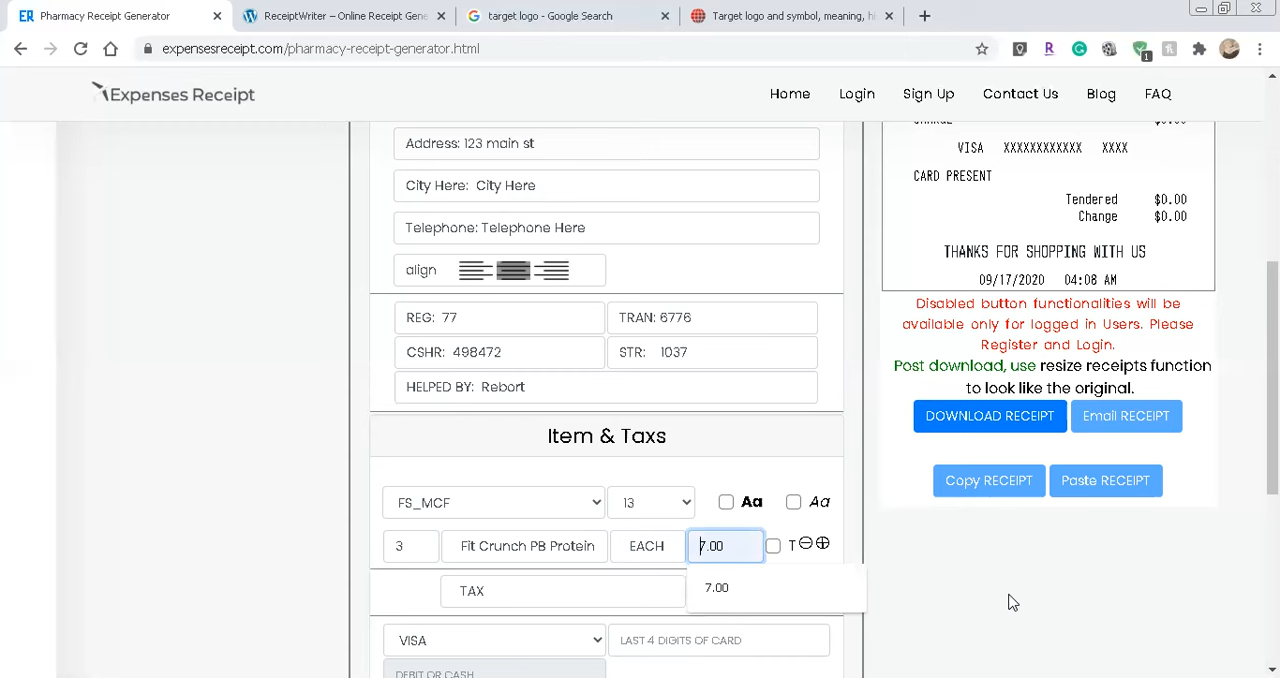 Pharmacy Receipt Generator
ReceiptWriter – Online Receipt Gene
target logo - Google Search
Target logo and symbol, meaning, hi
expensesreceipt.com/pharmacy-receipt-generator.html
1
Expenses Receipt
Home Login Sign Up Contact Us Blog FAQ
Address: 123 main st
City Here: City Here
Telephone: Telephone Here
align
REG: 77 TRAN: 6776
CSHR: 498472 STR: 1037
HELPED BY: Rebort
Item & Taxs
FS_MCF 13 Aa Aa
3 Fit Crunch PB Protein EACH 7.00 T
7.00
TAX
VISA LAST 4 DIGITS OF CARD
DEBIT OR CASH
CHARGE $0.00
VISA XXXXXXXXXXXX XXXX
CARD PRESENT
Tendered $0.00
Change $0.00
THANKS FOR SHOPPING WITH US
09/17/2020 04:08 AM
Disabled button functionalities will be
available only for logged in Users. Please
Register and Login.
Post download, use resize receipts function
to look like the original.
DOWNLOAD RECEIPT Email RECEIPT
Copy RECEIPT Paste RECEIPT